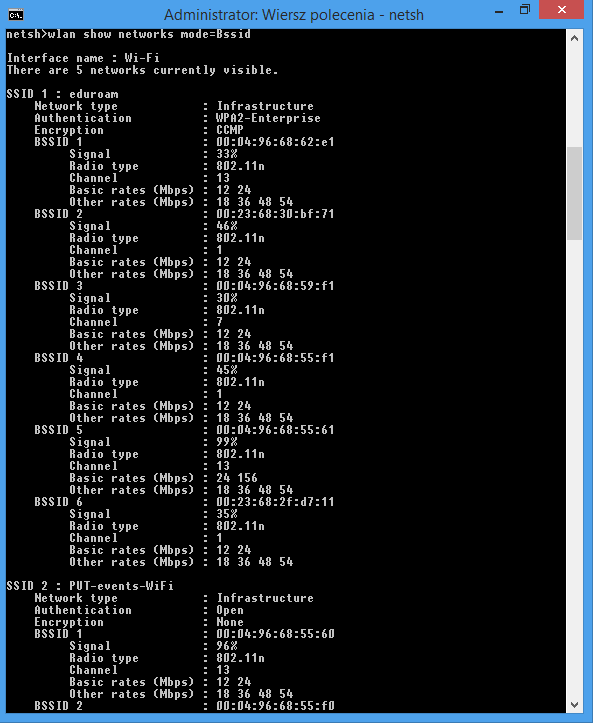 Administrator: Wiersz polecenia - netsh
netsh>wlan show networks mode=Bssid
Interface name : Wi-Fi
There are 5 networks currently visible.
SSID 1 : eduroam
Network type : Infrastructure
Authentication : WPA2-Enterprise
Encryption : CCMP
BSSID 1 : 00:04:96:68:62:e1
Signal : 33%
Radio type : 802.11n
Channel : 13
Basic rates (Mbps) : 12 24
Other rates (Mbps) : 18 36 48 54
BSSID 2 : 00:23:68:30:bf:71
Signal : 46%
Radio type : 802.11n
Channel : 1
Basic rates (Mbps) : 12 24
Other rates (Mbps) : 18 36 48 54
BSSID 3 : 00:04:96:68:59:f1
Signal : 30%
Radio type : 802.11n
Channel : 7
Basic rates (Mbps) : 12 24
Other rates (Mbps) : 18 36 48 54
BSSID 4 : 00:04:96:68:55:f1
Signal : 45%
Radio type : 802.11n
Channel : 1
Basic rates (Mbps) : 12 24
Other rates (Mbps) : 18 36 48 54
BSSID 5 : 00:04:96:68:55:61
Signal : 99%
Radio type : 802.11n
Channel : 13
Basic rates (Mbps) : 24 156
Other rates (Mbps) : 18 36 48 54
BSSID 6 : 00:23:68:2f:d7:11
Signal : 35%
Radio type : 802.11n
Channel : 1
Basic rates (Mbps) : 12 24
Other rates (Mbps) : 18 36 48 54
SSID 2 : PUT-events-WiFi
Network type : Infrastructure
Authentication : Open
Encryption : None
BSSID 1 : 00:04:96:68:55:60
Signal : 96%
Radio type : 802.11n
Channel : 13
Basic rates (Mbps) : 12 24
Other rates (Mbps) : 18 36 48 54
BSSID 2 : 00:04:96:68:55:f0